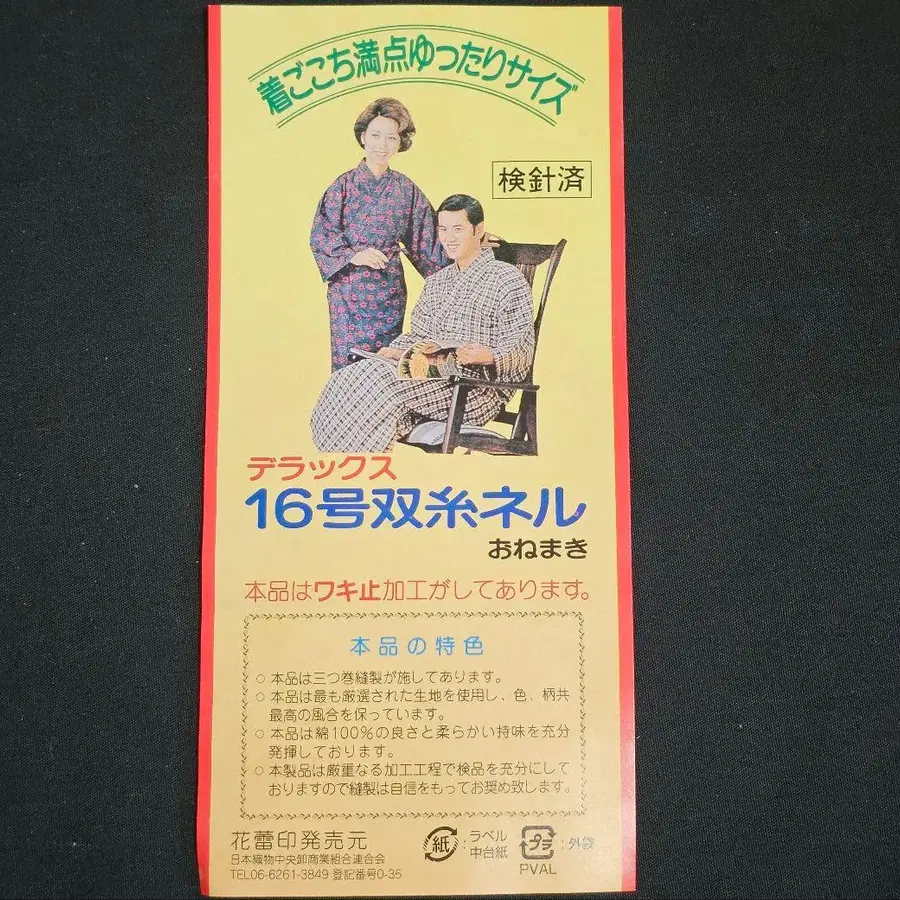 着ごこち満点ゆったりサイズ
検針済
デラックス
16号双糸ネル
おねまき
本品はワキ止加工がしてあります。
本品の特色
○ 本品は三つ巻縫製が施してあります。
○ 本品は最も厳選された生地を使用し、色、柄共
最高の風合を保っています。
○ 本品は綿100%の良さと柔らかい持味を充分
発揮しております。
○ 本製品は厳重なる加工工程で検品を充分にして
おりますので縫製は自信をもってお奨め致します。
花蕾印発売元
日本織物中央卸商業組合連合会
TEL06-6261-3849 登記番号0-35
紙 : ラベル
中台紙
プラ : 外袋
PVAL